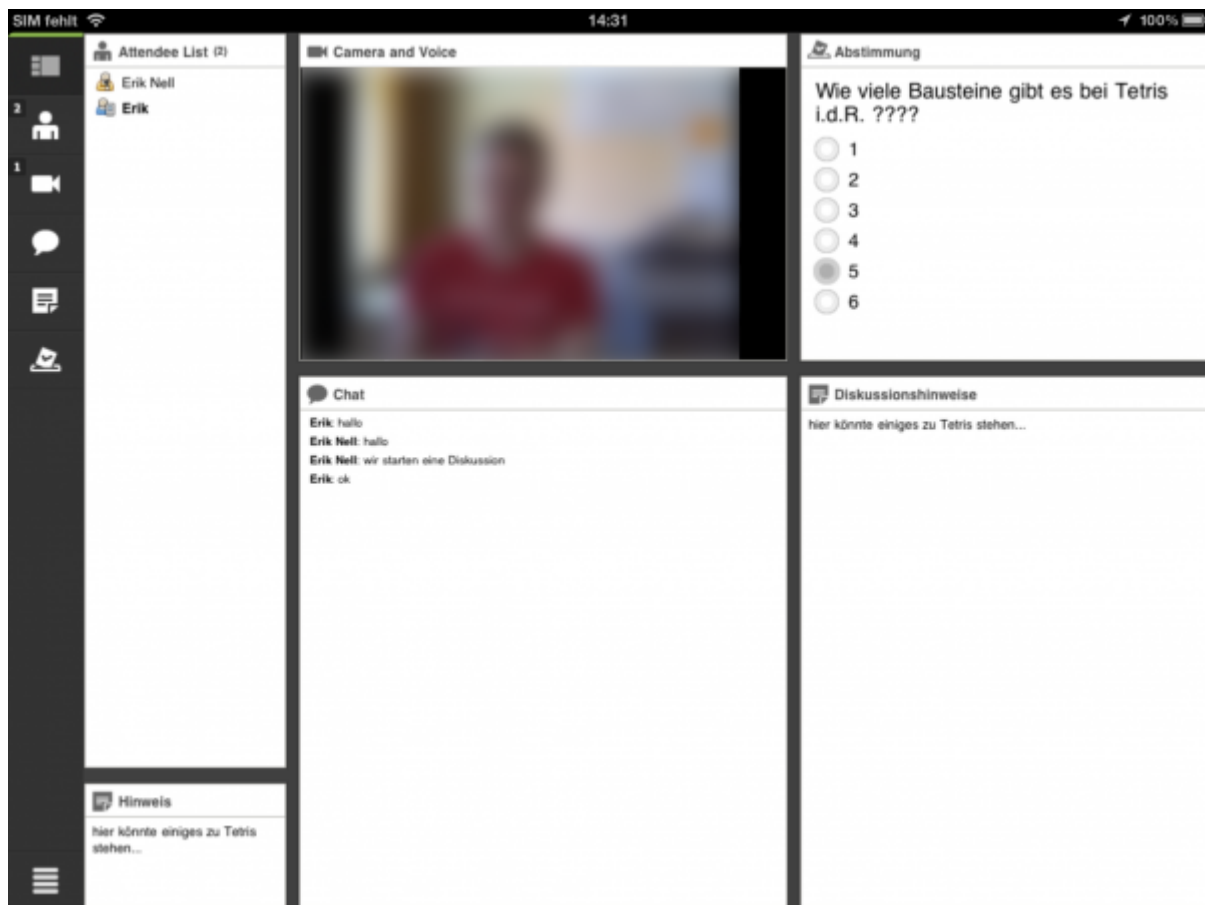 SIM fehlt 14:31 100%
Attendee List (2)
Erik Nell
Erik
2
1
Camera and Voice
Abstimmung
Wie viele Bausteine gibt es bei Tetris
i.d.R. ????
1
2
3
4
5
6
Chat
Erik: hallo
Erik Nell: hallo
Erik Nell: wir starten eine Diskussion
Erik: ok
Diskussionshinweise
hier könnte einiges zu Tetris stehen...
Hinweis
hier könnte einiges zu Tetris
stehen...